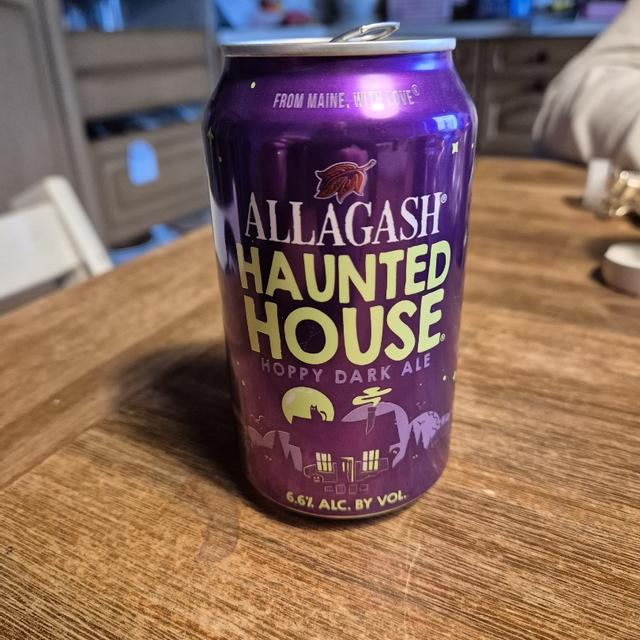 FROM MAINE, WITH LOVE®
ALLAGASH®
HAUNTED
HOUSE®
HOPPY DARK ALE
6.6% ALC. BY VOL.